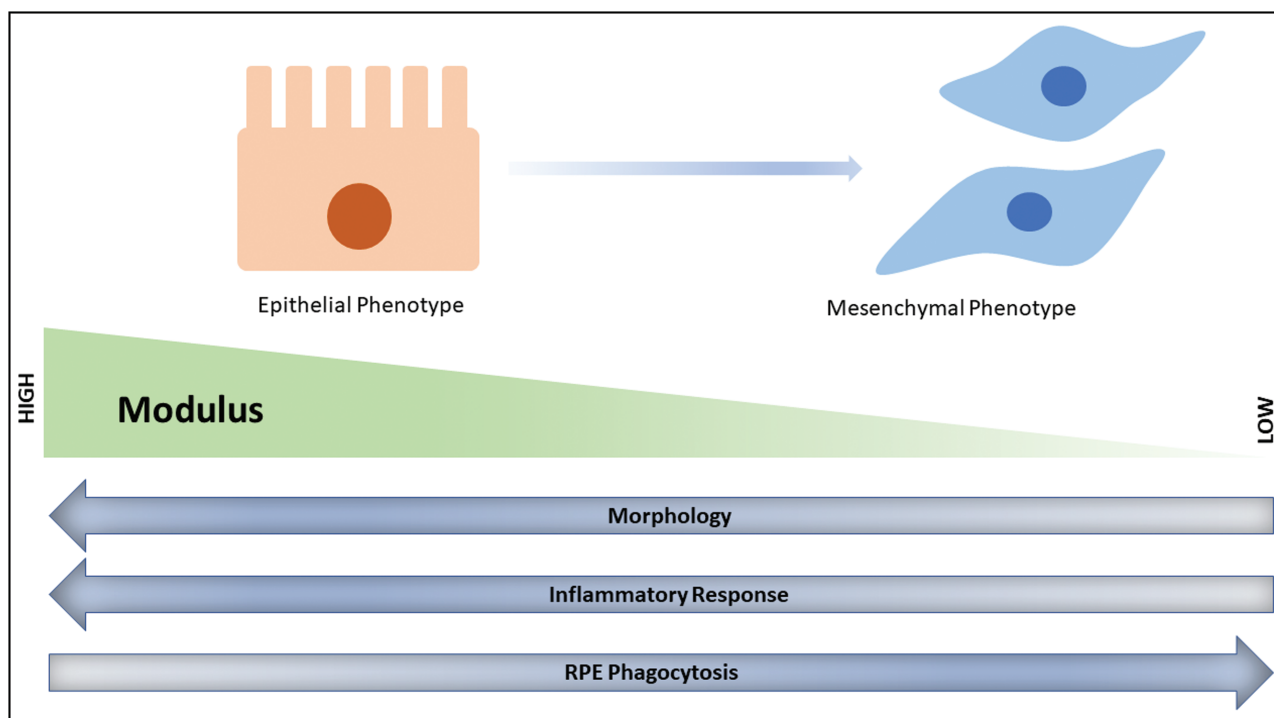 Epithelial Phenotype
Mesenchymal Phenotype
HIGH
Modulus
LOW
Morphology
Inflammatory Response
RPE Phagocytosis